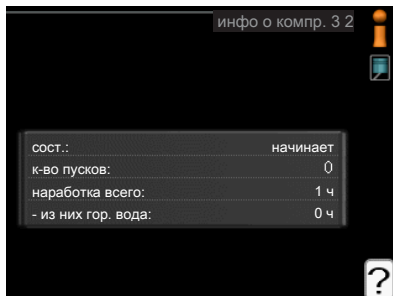 инфо о компр. 3 2
сост.: начинает
к-во пусков: 0
наработка всего: 1 ч
- из них гор. вода: 0 ч
?